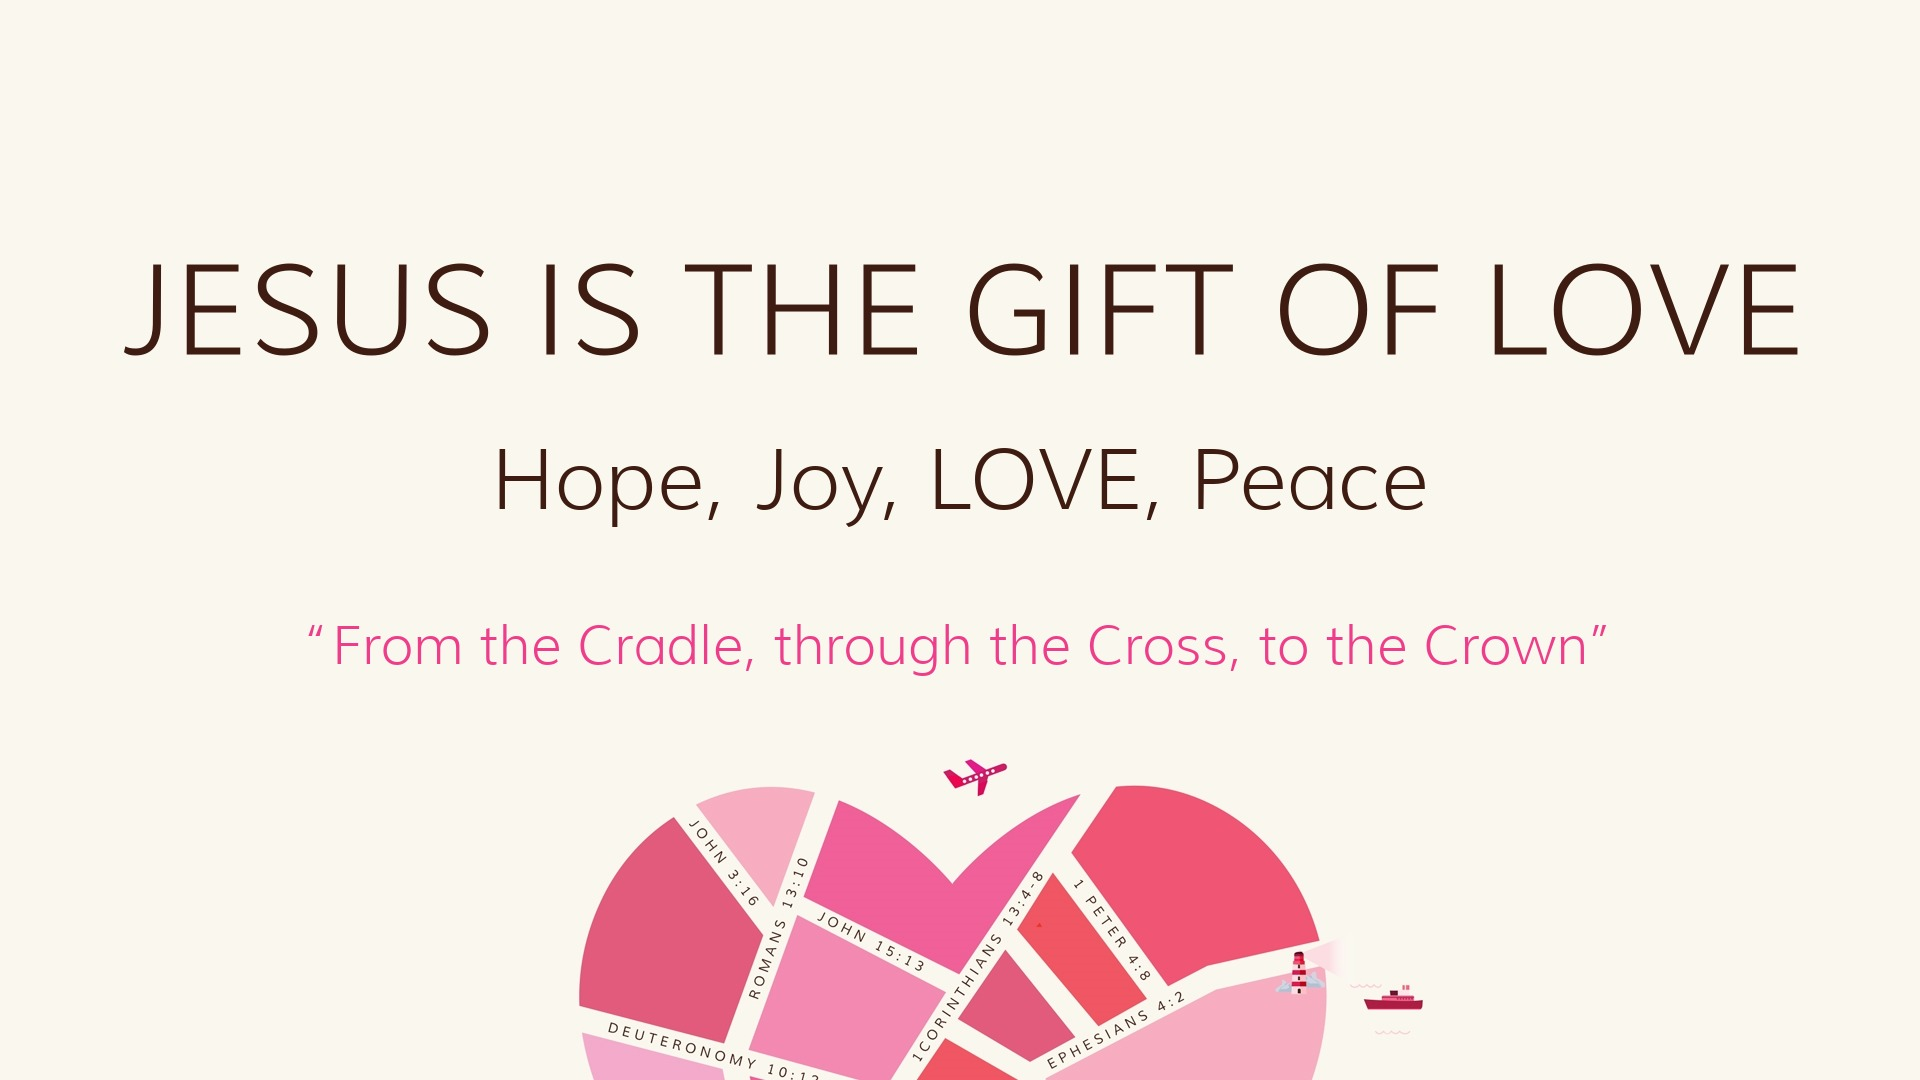 JESUS IS THE GIFT OF LOVE
Hope, Joy, LOVE, Peace
“From the Cradle, through the Cross, to the Crown”
JOHN 3:16
ROMANS 13:10
JOHN 15:13
1CORINTHIANS 13:4-8
1 PETER 4:8
EPHESIANS 4:2
DEUTERONOMY 10:12